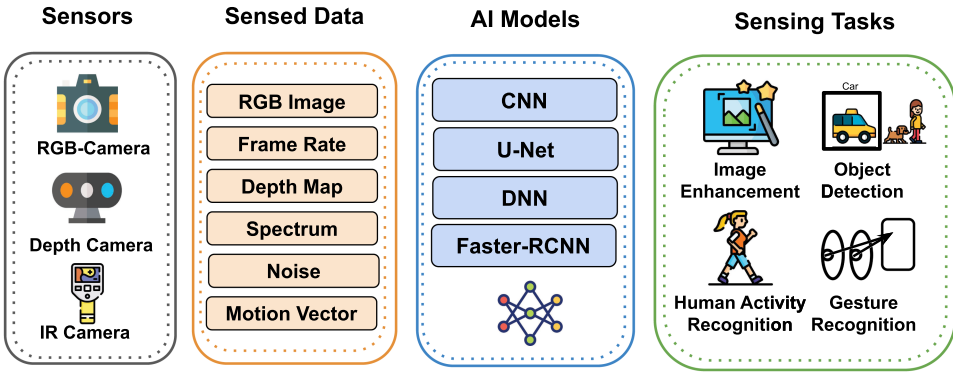 Sensors
Sensed Data
AI Models
Sensing Tasks
RGB-Camera
Depth Camera
IR Camera
RGB Image
Frame Rate
Depth Map
Spectrum
Noise
Motion Vector
CNN
U-Net
DNN
Faster-RCNN
Image
Enhancement
Car
Object
Detection
Human Activity
Recognition
Gesture
Recognition